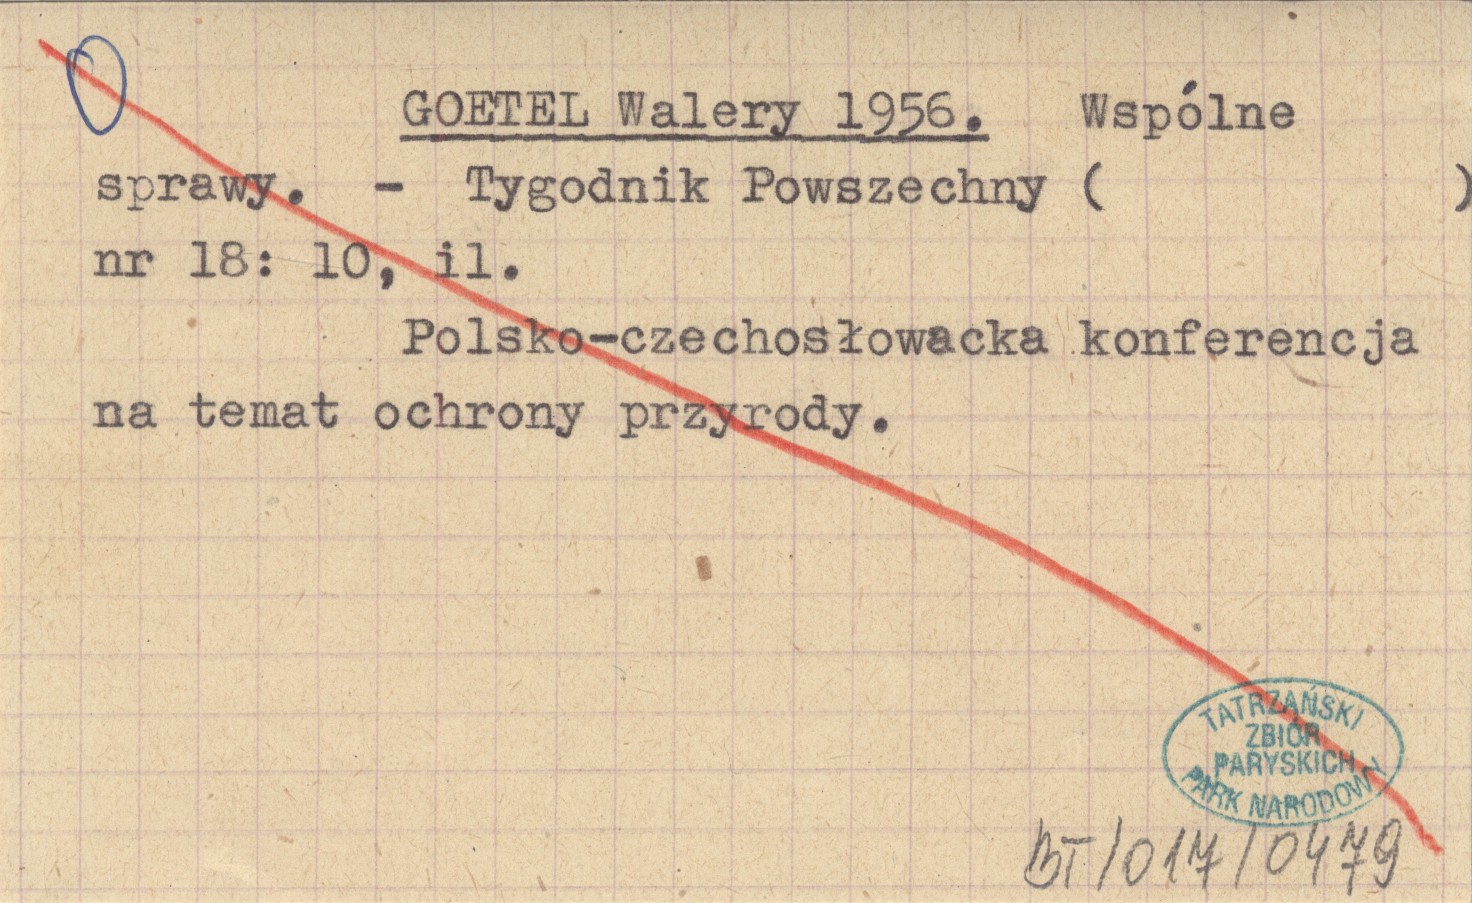 GOETEL Walery 1956. Wspólne
sprawy. - Tygodnik Powszechny ( )
nr 18: 10, il.
Polsko-czechosłowacka konferencja
na temat ochrony przyrody.
TATRZAŃSKI
ZBIÓR
PARYSKICH
PARK NARODOWY
BT/017/0479